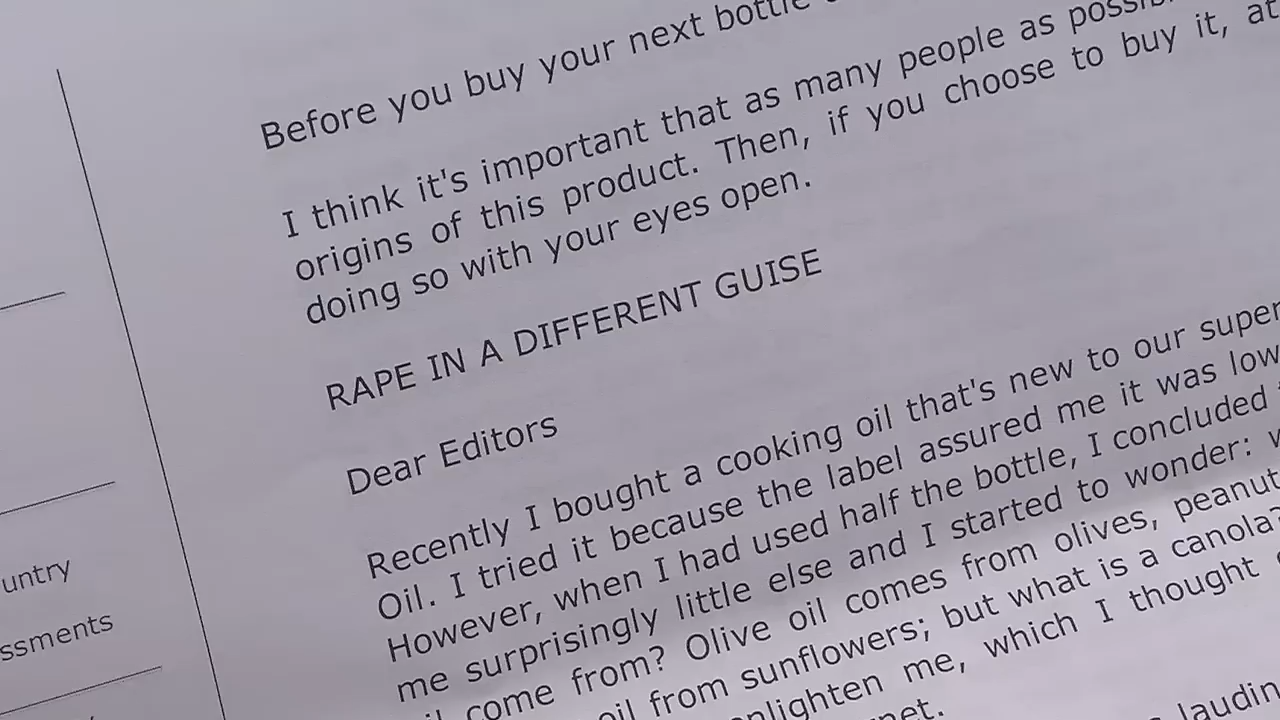 Before you buy your next bottle
I think it's important that as many people as
origins of this product. Then, if you choose to buy it, at
doing so with your eyes open.
RAPE IN A DIFFERENT GUISE
Dear Editors
Recently I bought a cooking oil that's new to our
Oil. I tried it because the label assured me it was low
However, when I had used half the bottle, I concluded
me surprisingly little else and I started to wonder:
come from? Olive oil comes from olives, peanut
oil from sunflowers; but what is a canola?
me, which I thought
untry
ssments